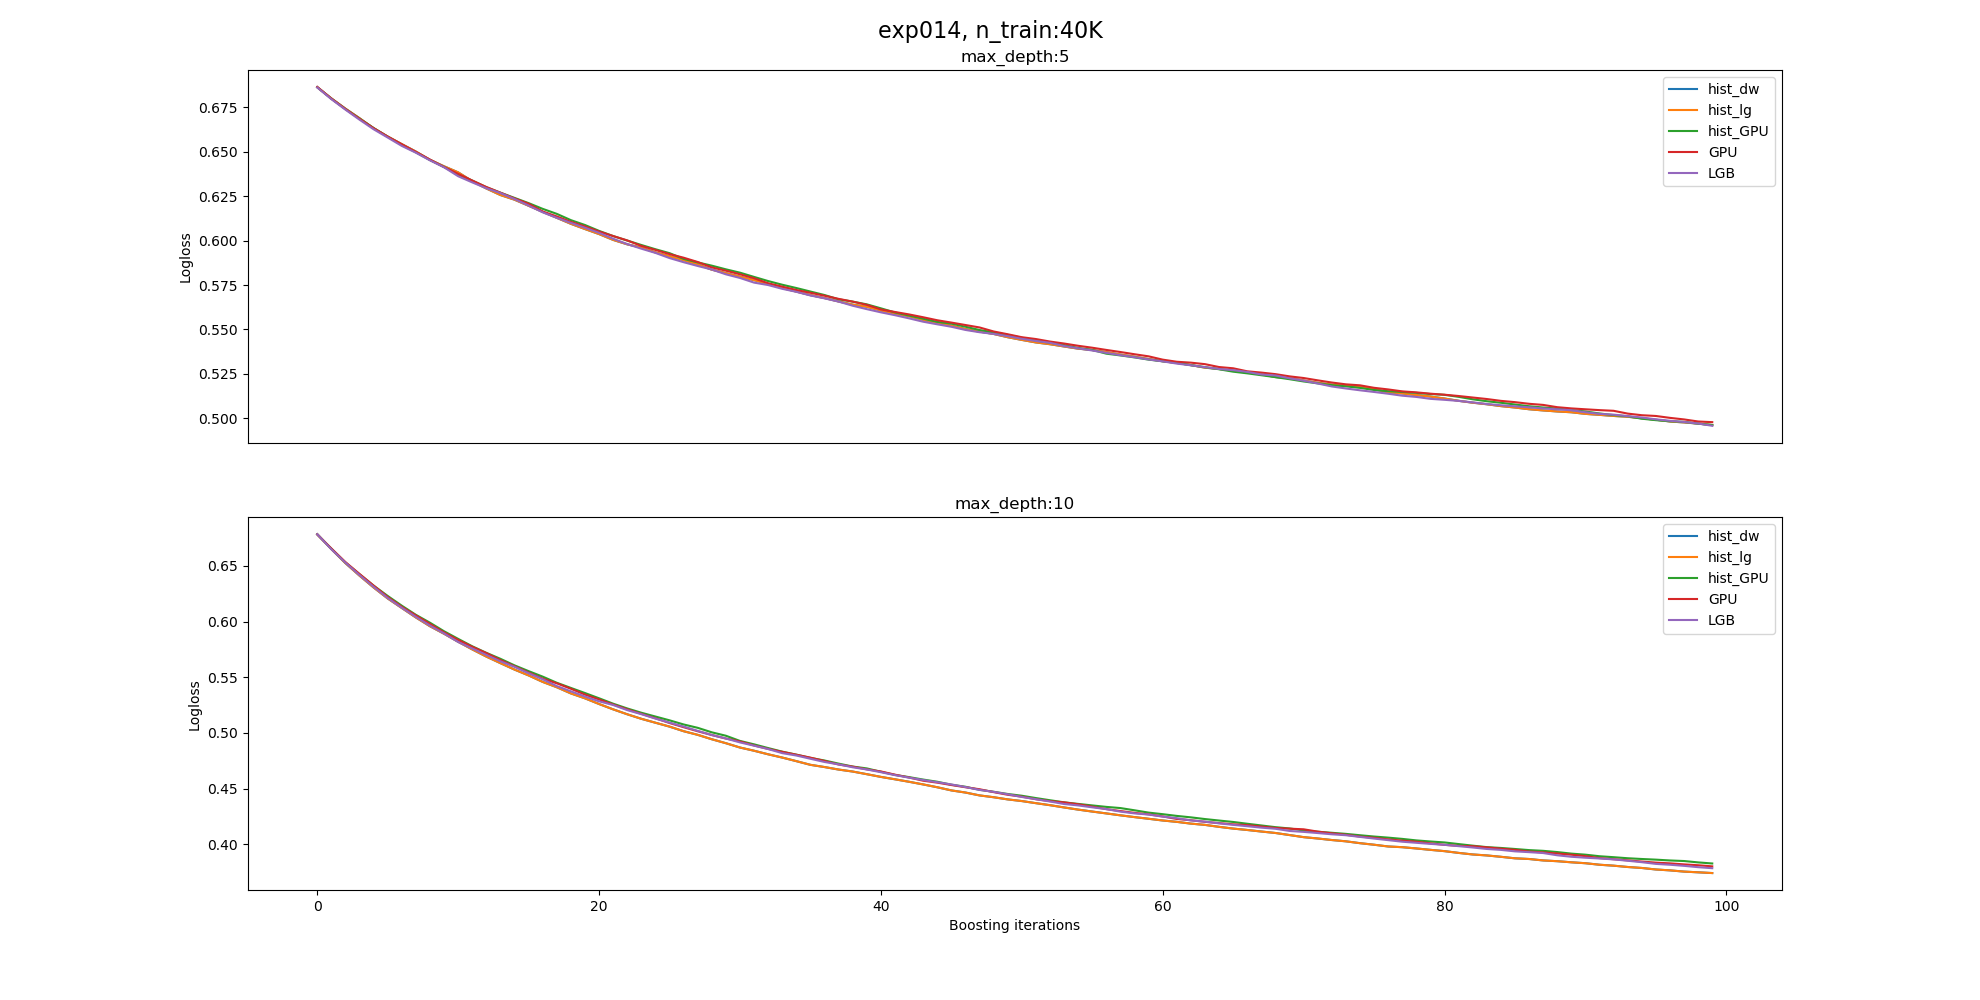 exp014, n_train:40K
max_depth:5
Logloss
0.675
0.650
0.625
0.600
0.575
0.550
0.525
0.500
hist_dw
hist_lg
hist_GPU
GPU
LGB
max_depth:10
Logloss
0.65
0.60
0.55
0.50
0.45
0.40
hist_dw
hist_lg
hist_GPU
GPU
LGB
0 20 40 60 80 100
Boosting iterations